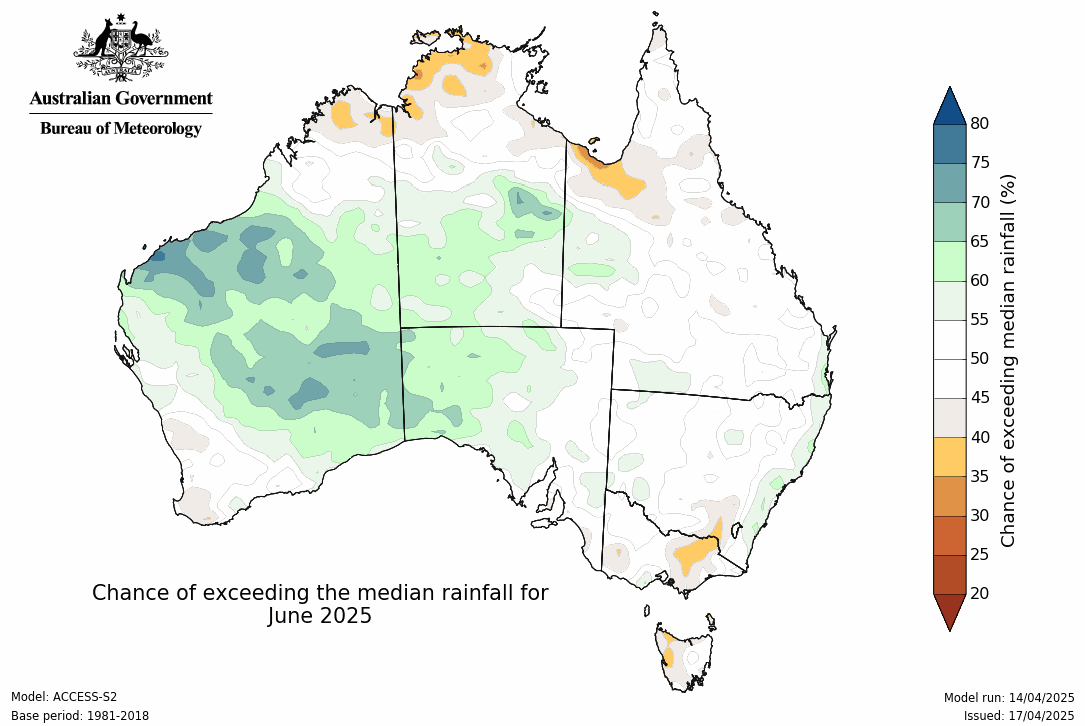 Australian Government
Bureau of Meteorology
80
75
70
65
60
55
50
45
40
35
30
25
20
Chance of exceeding median rainfall (%)
Chance of exceeding the median rainfall for
June 2025
Model: ACCESS-S2
Base period: 1981-2018
Model run: 14/04/2025
Issued: 17/04/2025